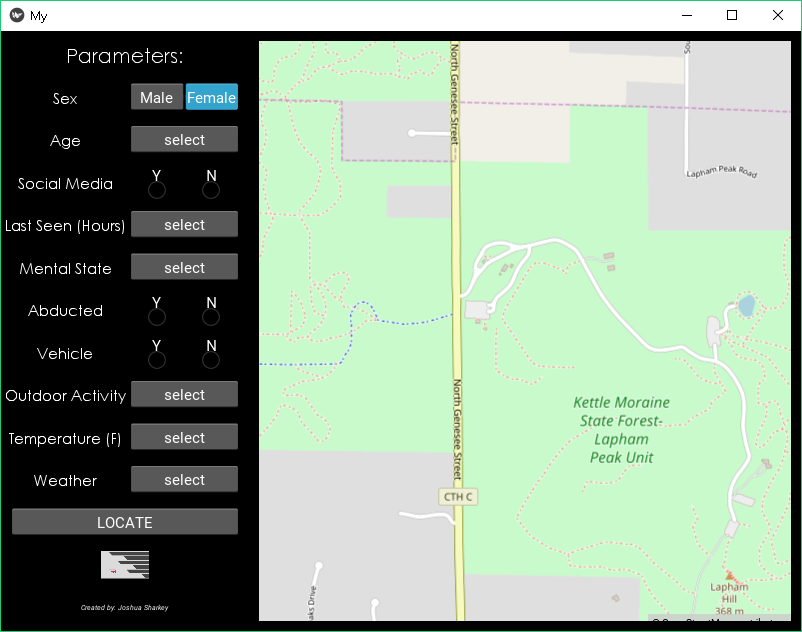 My
Parameters:
Sex
Male
Female
Age
select
Social Media
Y
N
Last Seen (Hours)
select
Mental State
select
Abducted
Y
N
Vehicle
Y
N
Outdoor Activity
select
Temperature (F)
select
Weather
select
LOCATE
Created by: Joshua Sharkey
North Genesee Street
Lapham Peak Road
North Genesee Street
Kettle Moraine
State Forest-
Lapham
Peak Unit
CTH C
Drive
Lapham
Hill
368 m